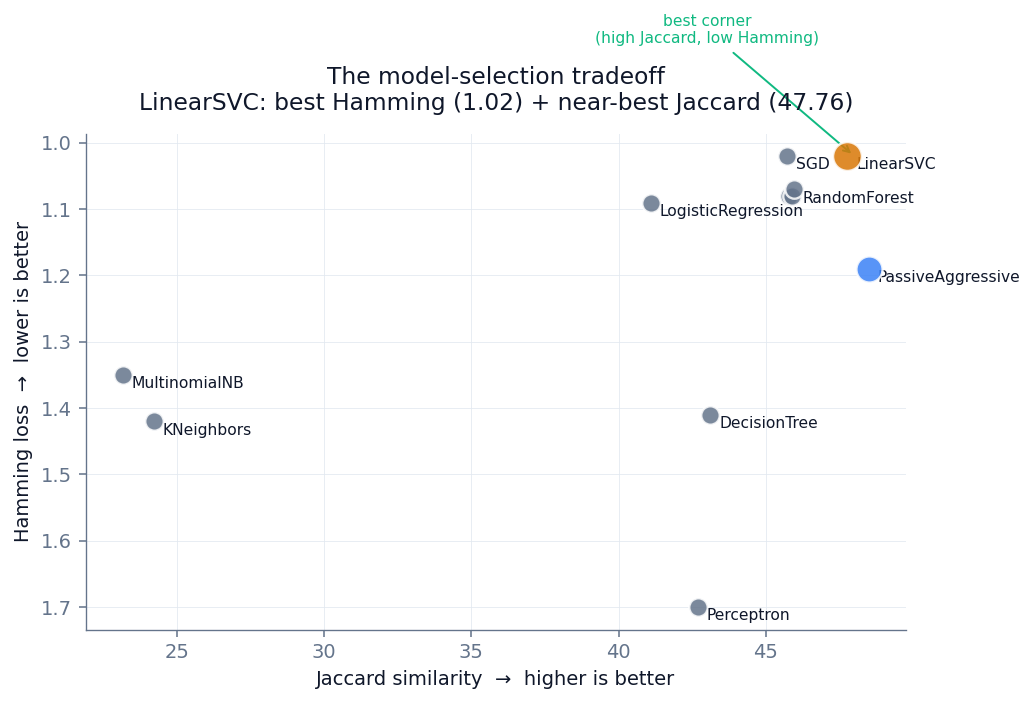 best corner
(high Jaccard, low Hamming)
The model-selection tradeoff
LinearSVC: best Hamming (1.02) + near-best Jaccard (47.76)
Hamming loss → lower is better
1.0
1.1
1.2
1.3
1.4
1.5
1.6
1.7
SGD
LinearSVC
RandomForest
LogisticRegression
PassiveAggressive
MultinomialNB
KNeighbors
DecisionTree
Perceptron
25
30
35
40
45
Jaccard similarity → higher is better